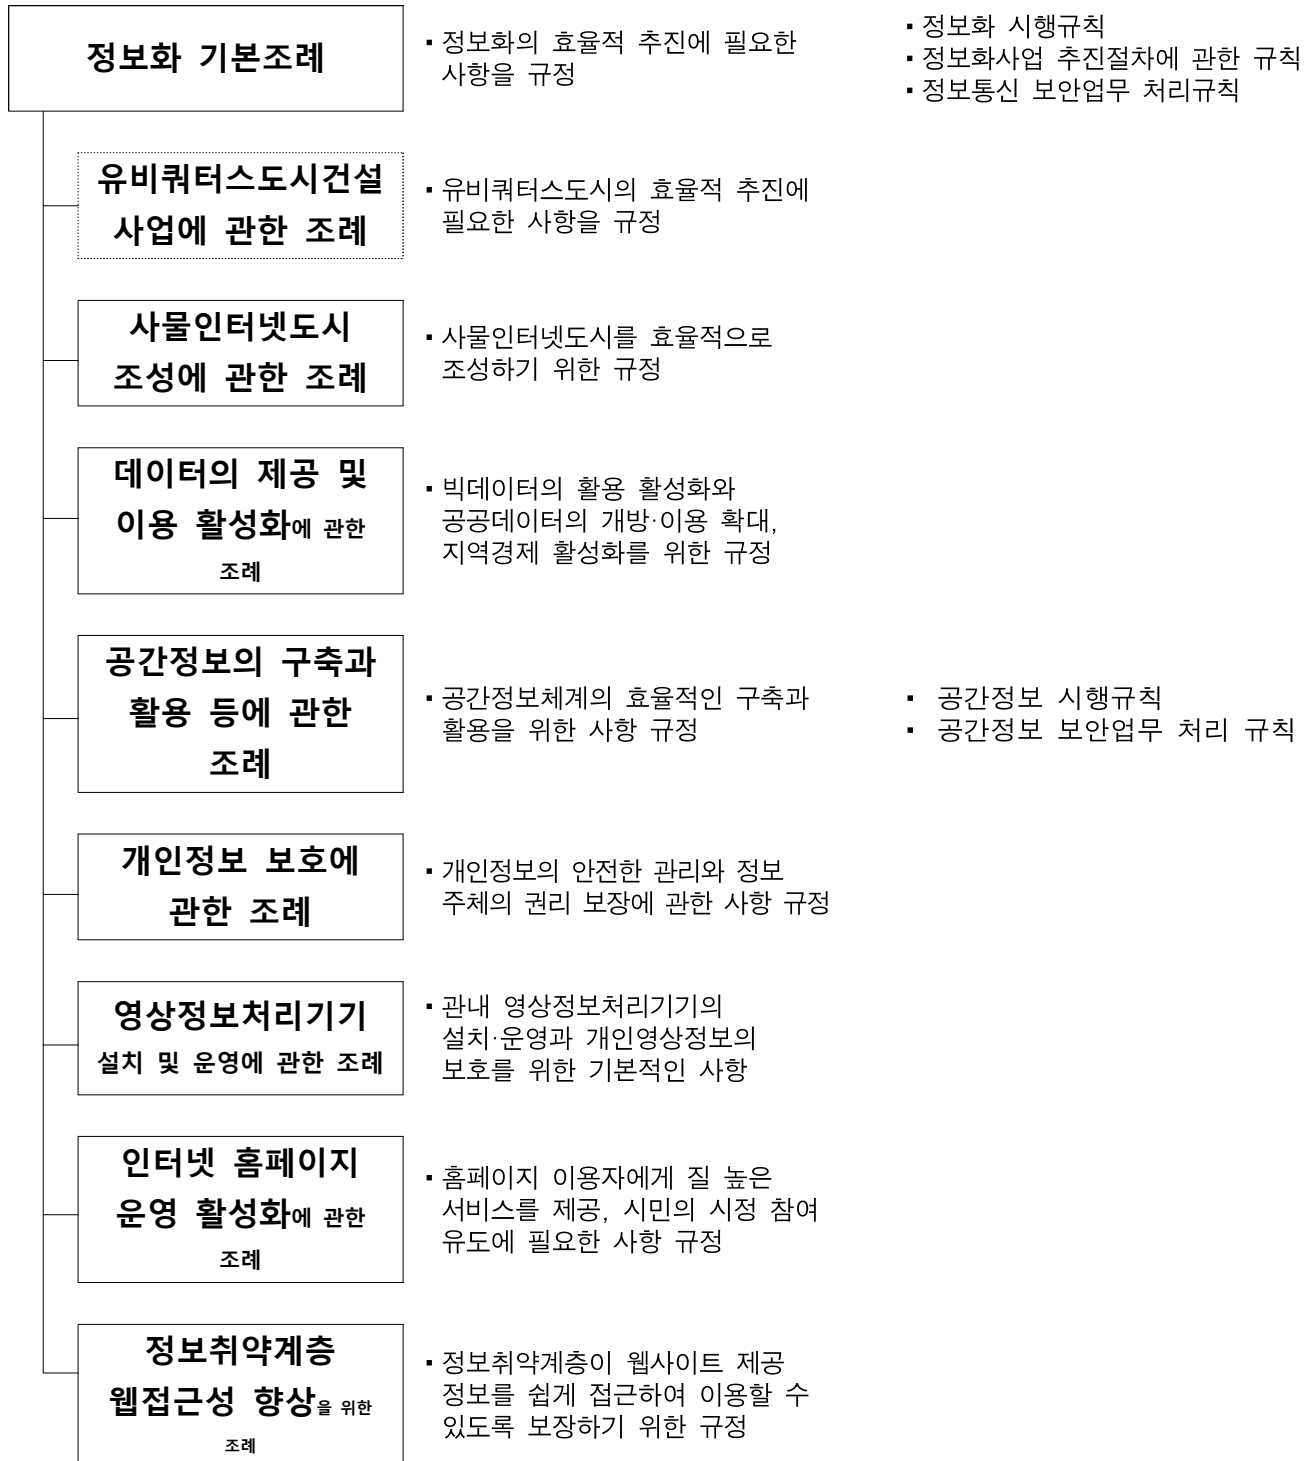 정보화 기본조례
▪ 정보화의 효율적 추진에 필요한
사항을 규정
▪ 정보화 시행규칙
▪ 정보화사업 추진절차에 관한 규칙
▪ 정보통신 보안업무 처리규칙
유비쿼터스도시건설
사업에 관한 조례
▪ 유비쿼터스도시의 효율적 추진에
필요한 사항을 규정
사물인터넷도시
조성에 관한 조례
▪ 사물인터넷도시를 효율적으로
조성하기 위한 규정
데이터의 제공 및
이용 활성화에 관한
조례
▪ 빅데이터의 활용 활성화와
공공데이터의 개방·이용 확대,
지역경제 활성화를 위한 규정
공간정보의 구축과
활용 등에 관한
조례
▪ 공간정보체계의 효율적인 구축과
활용을 위한 사항 규정
▪ 공간정보 시행규칙
▪ 공간정보 보안업무 처리 규칙
개인정보 보호에
관한 조례
▪ 개인정보의 안전한 관리와 정보
주체의 권리 보장에 관한 사항 규정
영상정보처리기기
설치 및 운영에 관한 조례
▪ 관내 영상정보처리기기의
설치·운영과 개인영상정보의
보호를 위한 기본적인 사항
인터넷 홈페이지
운영 활성화에 관한
조례
▪ 홈페이지 이용자에게 질 높은
서비스를 제공, 시민의 시정 참여
유도에 필요한 사항 규정
정보취약계층
웹접근성 향상을 위한
조례
▪ 정보취약계층이 웹사이트 제공
정보를 쉽게 접근하여 이용할 수
있도록 보장하기 위한 규정